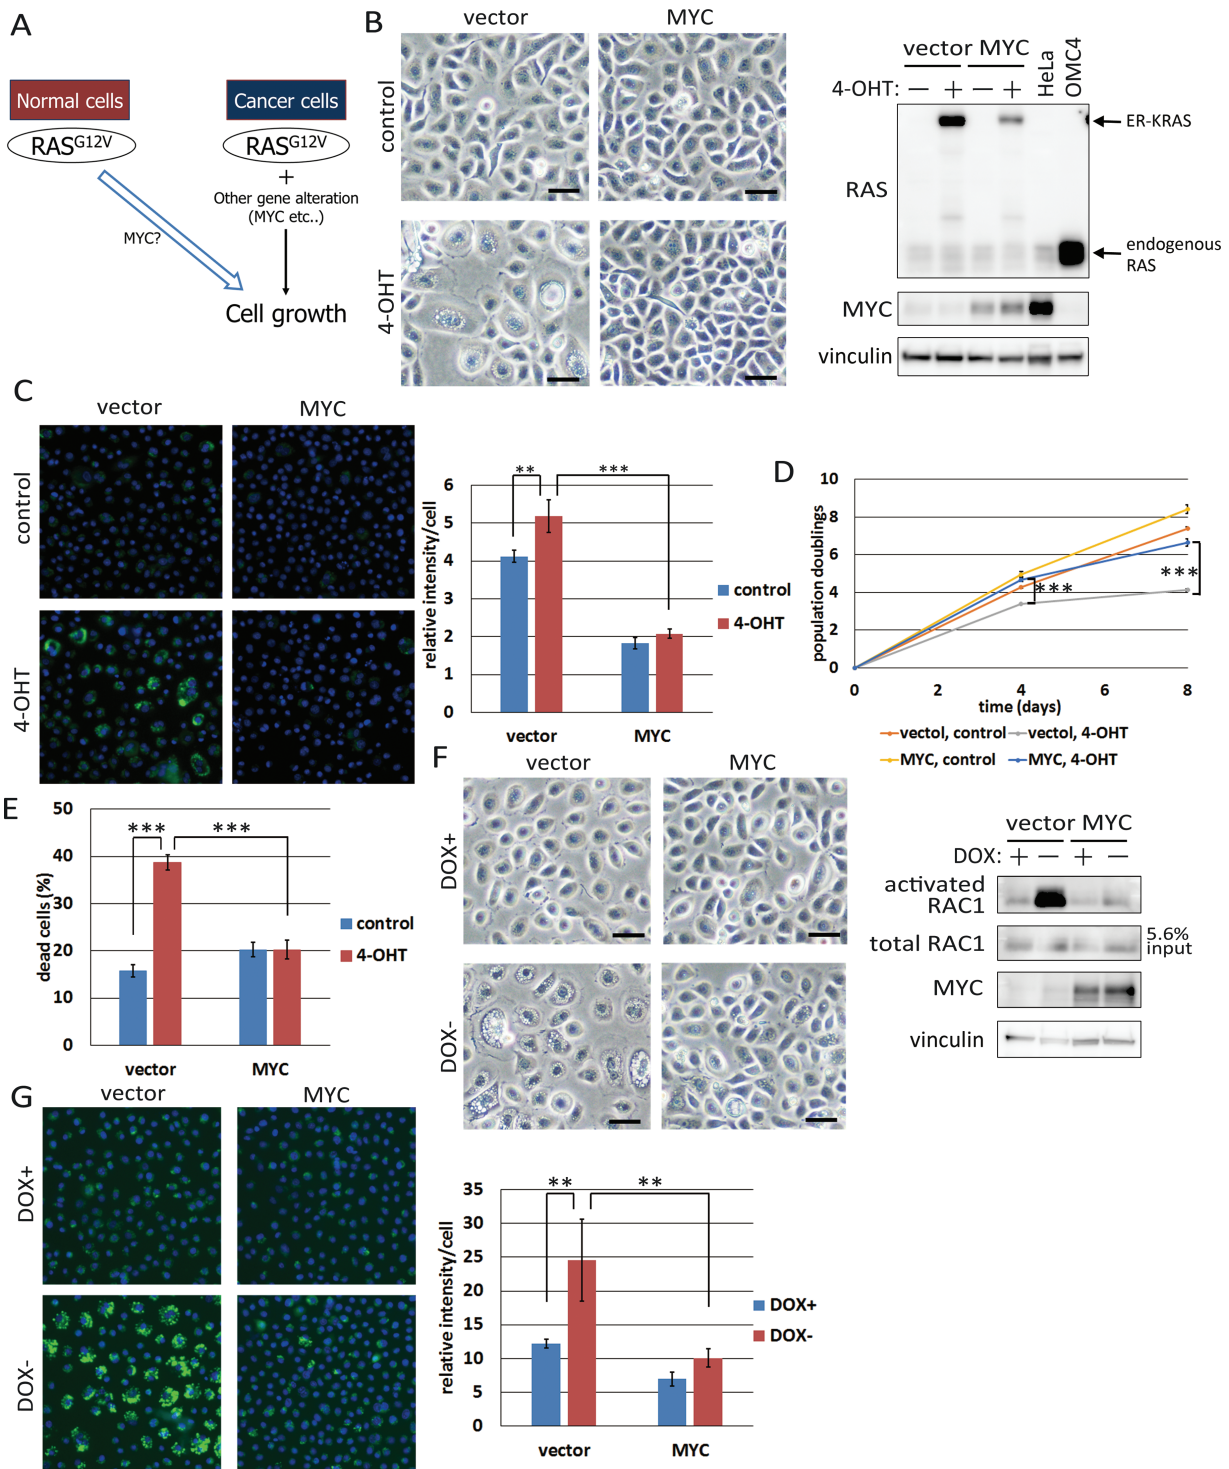 A
Normal cells
Cancer cells
RASG12V
RASG12V
+
Other gene alteration
(MYC etc..)
MYC?
Cell growth
B
vector
MYC
control
4-OHT
vector MYC
HeLa
OMC4
4-OHT: − + − +
RAS
ER-KRAS
endogenous
RAS
MYC
vinculin
C
vector
MYC
control
4-OHT
** ***
6
5
4
3
2
1
0
relative intensity/cell
vector
MYC
control
4-OHT
D
10
8
6
4
2
0
population doublings
***
***
0 2 4 6 8
time (days)
vectol, control
vectol, 4-OHT
MYC, control
MYC, 4-OHT
E
50
40
30
20
10
0
dead cells (%)
*** ***
vector
MYC
control
4-OHT
F
vector
MYC
DOX+
DOX-
vector MYC
DOX: + − + −
activated
RAC1
total RAC1
5.6%
input
MYC
vinculin
G
vector
MYC
DOX+
DOX-
** **
35
30
25
20
15
10
5
0
relative intensity/cell
vector
MYC
DOX+
DOX-